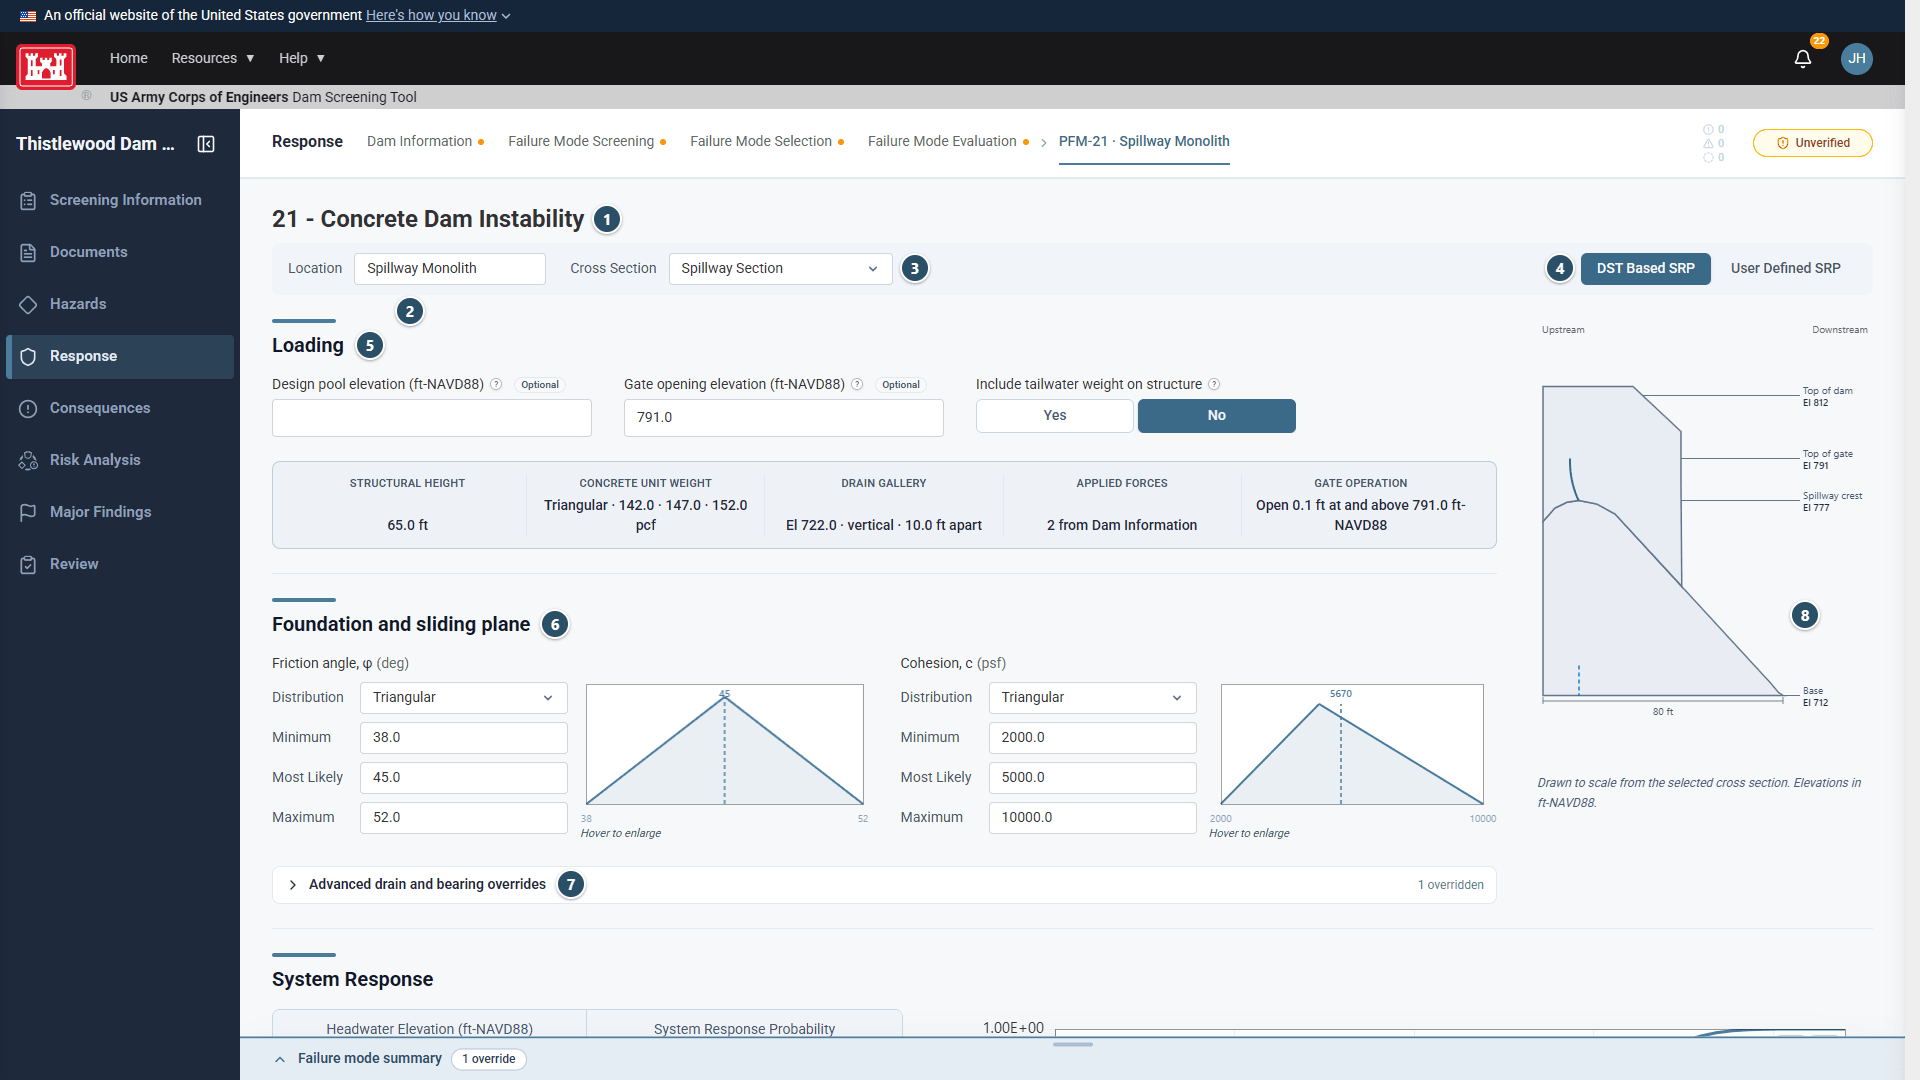 An official website of the United States government Here's how you know
Home Resources Help
22
JH
US Army Corps of Engineers Dam Screening Tool
Thistlewood Dam ...
Screening Information
Documents
Hazards
Response
Consequences
Risk Analysis
Major Findings
Review
Response Dam Information Failure Mode Screening Failure Mode Selection Failure Mode Evaluation PFM-21 · Spillway Monolith
0
0
0
Unverified
21 - Concrete Dam Instability 1
Location Spillway Monolith Cross Section Spillway Section 3 4 DST Based SRP User Defined SRP
2
Loading 5
Design pool elevation (ft-NAVD88) ? Optional Gate opening elevation (ft-NAVD88) ? Optional Include tailwater weight on structure ?
791.0 Yes No
STRUCTURAL HEIGHT
65.0 ft
CONCRETE UNIT WEIGHT
Triangular · 142.0 · 147.0 · 152.0
pcf
DRAIN GALLERY
El 722.0 · vertical · 10.0 ft apart
APPLIED FORCES
2 from Dam Information
GATE OPERATION
Open 0.1 ft at and above 791.0 ft-
NAVD88
Foundation and sliding plane 6
Friction angle, φ (deg)
Distribution Triangular
Minimum 38.0
Most Likely 45.0
Maximum 52.0
45
38 52
Hover to enlarge
Cohesion, c (psf)
Distribution Triangular
Minimum 2000.0
Most Likely 5000.0
Maximum 10000.0
5670
2000 10000
Hover to enlarge
Advanced drain and bearing overrides 7 1 overridden
Upstream Downstream
Top of dam
El 812
Top of gate
El 791
Spillway crest
El 777
8
Base
El 712
80 ft
Drawn to scale from the selected cross section. Elevations in
ft-NAVD88.
System Response
Headwater Elevation (ft-NAVD88) System Response Probability
1.00E+00
Failure mode summary 1 override